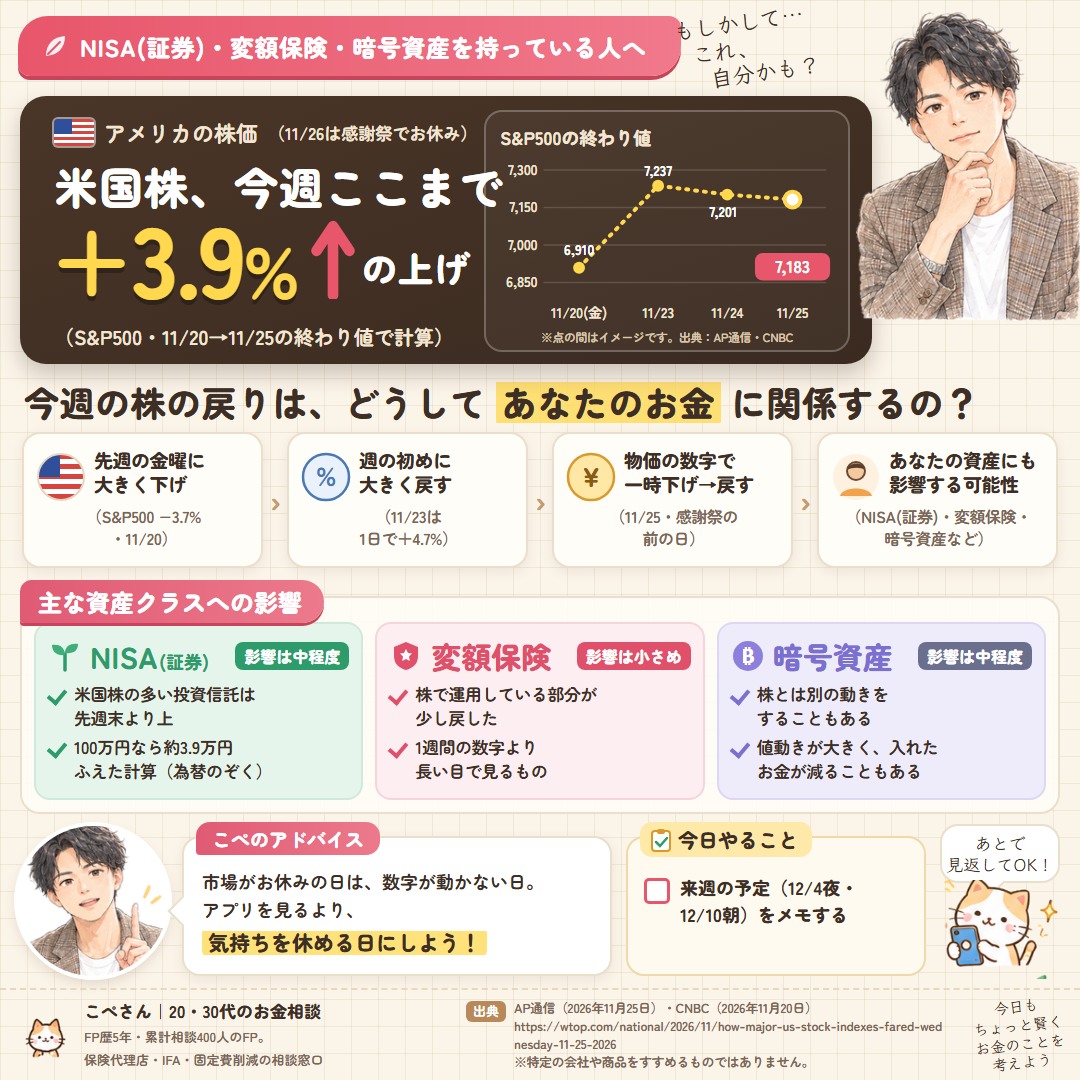 NISA(証券)・変額保険・暗号資産を持っている人へ
もしかして…
これ、
自分かも？
アメリカの株価 （11/26は感謝祭でお休み）
米国株、今週ここまで
＋3.9%↑の上げ
（S&P500・11/20→11/25の終わり値で計算）
S&P500の終わり値
7,300
7,150
7,000
6,850
6,910
7,237
7,201
7,183
11/20(金) 11/23 11/24 11/25
※点の間はイメージです。出典：AP通信・CNBC
今週の株の戻りは、どうして あなたのお金 に関係するの？
先週の金曜に
大きく下げ
（S&P500 −3.7%
・11/20）
›
%
週の初めに
大きく戻す
（11/23は
1日で＋4.7%）
›
¥
物価の数字で
一時下げ→戻す
（11/25・感謝祭の
前の日）
›
あなたの資産にも
影響する可能性
（NISA(証券)・変額保険・
暗号資産など）
主な資産クラスへの影響
NISA(証券) 影響は中程度
米国株の多い投資信託は
先週末より上
100万円なら約3.9万円
ふえた計算（為替のぞく）
変額保険 影響は小さめ
株で運用している部分が
少し戻した
1週間の数字より
長い目で見るもの
暗号資産 影響は中程度
株とは別の動きを
することもある
値動きが大きく、入れた
お金が減ることもある
こぺのアドバイス
市場がお休みの日は、数字が動かない日。
アプリを見るより、
気持ちを休める日にしよう！
今日やること
来週の予定（12/4夜・
12/10朝）をメモする
あとで
見返してOK！
こぺさん｜20・30代のお金相談
FP歴5年・累計相談400人のFP。
保険代理店・IFA・固定費削減の相談窓口
出典 AP通信（2026年11月25日）・CNBC（2026年11月20日）
https://wtop.com/national/2026/11/how-major-us-stock-indexes-fared-wed
nesday-11-25-2026
※特定の会社や商品をすすめるものではありません。
今日も
ちょっと賢く
お金のことを
考えよう